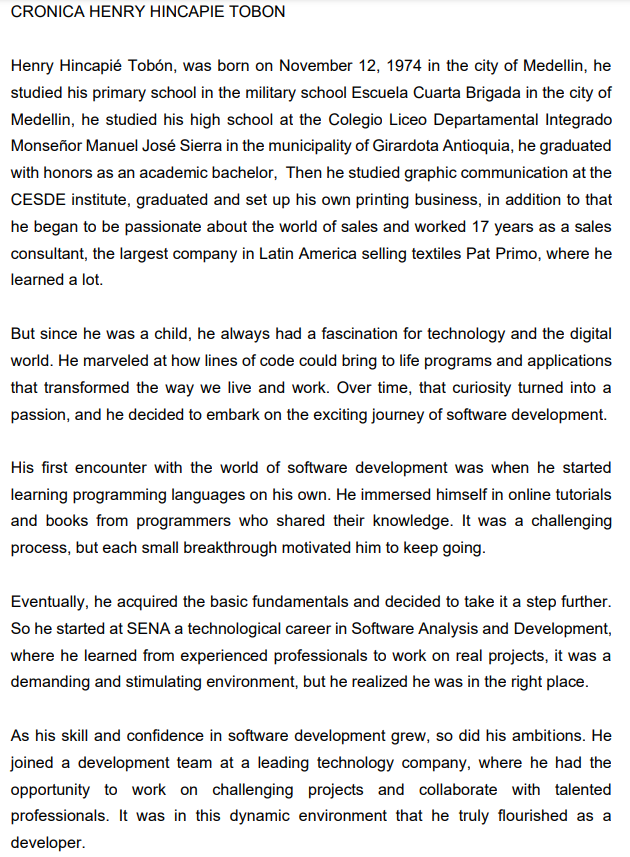 CRONICA HENRY HINCAPIE TOBON
Henry Hincapié Tobón, was born on November 12, 1974 in the city of Medellin, he
studied his primary school in the military school Escuela Cuarta Brigada in the city of
Medellin, he studied his high school at the Colegio Liceo Departamental Integrado
Monseñor Manuel José Sierra in the municipality of Girardota Antioquia, he graduated
with honors as an academic bachelor, Then he studied graphic communication at the
CESDE institute, graduated and set up his own printing business, in addition to that
he began to be passionate about the world of sales and worked 17 years as a sales
consultant, the largest company in Latin America selling textiles Pat Primo, where he
learned a lot.
But since he was a child, he always had a fascination for technology and the digital
world. He marveled at how lines of code could bring to life programs and applications
that transformed the way we live and work. Over time, that curiosity turned into a
passion, and he decided to embark on the exciting journey of software development.
His first encounter with the world of software development was when he started
learning programming languages on his own. He immersed himself in online tutorials
and books from programmers who shared their knowledge. It was a challenging
process, but each small breakthrough motivated him to keep going.
Eventually, he acquired the basic fundamentals and decided to take it a step further.
So he started at SENA a technological career in Software Analysis and Development,
where he learned from experienced professionals to work on real projects, it was a
demanding and stimulating environment, but he realized he was in the right place.
As his skill and confidence in software development grew, so did his ambitions. He
joined a development team at a leading technology company, where he had the
opportunity to work on challenging projects and collaborate with talented
professionals. It was in this dynamic environment that he truly flourished as a
developer.